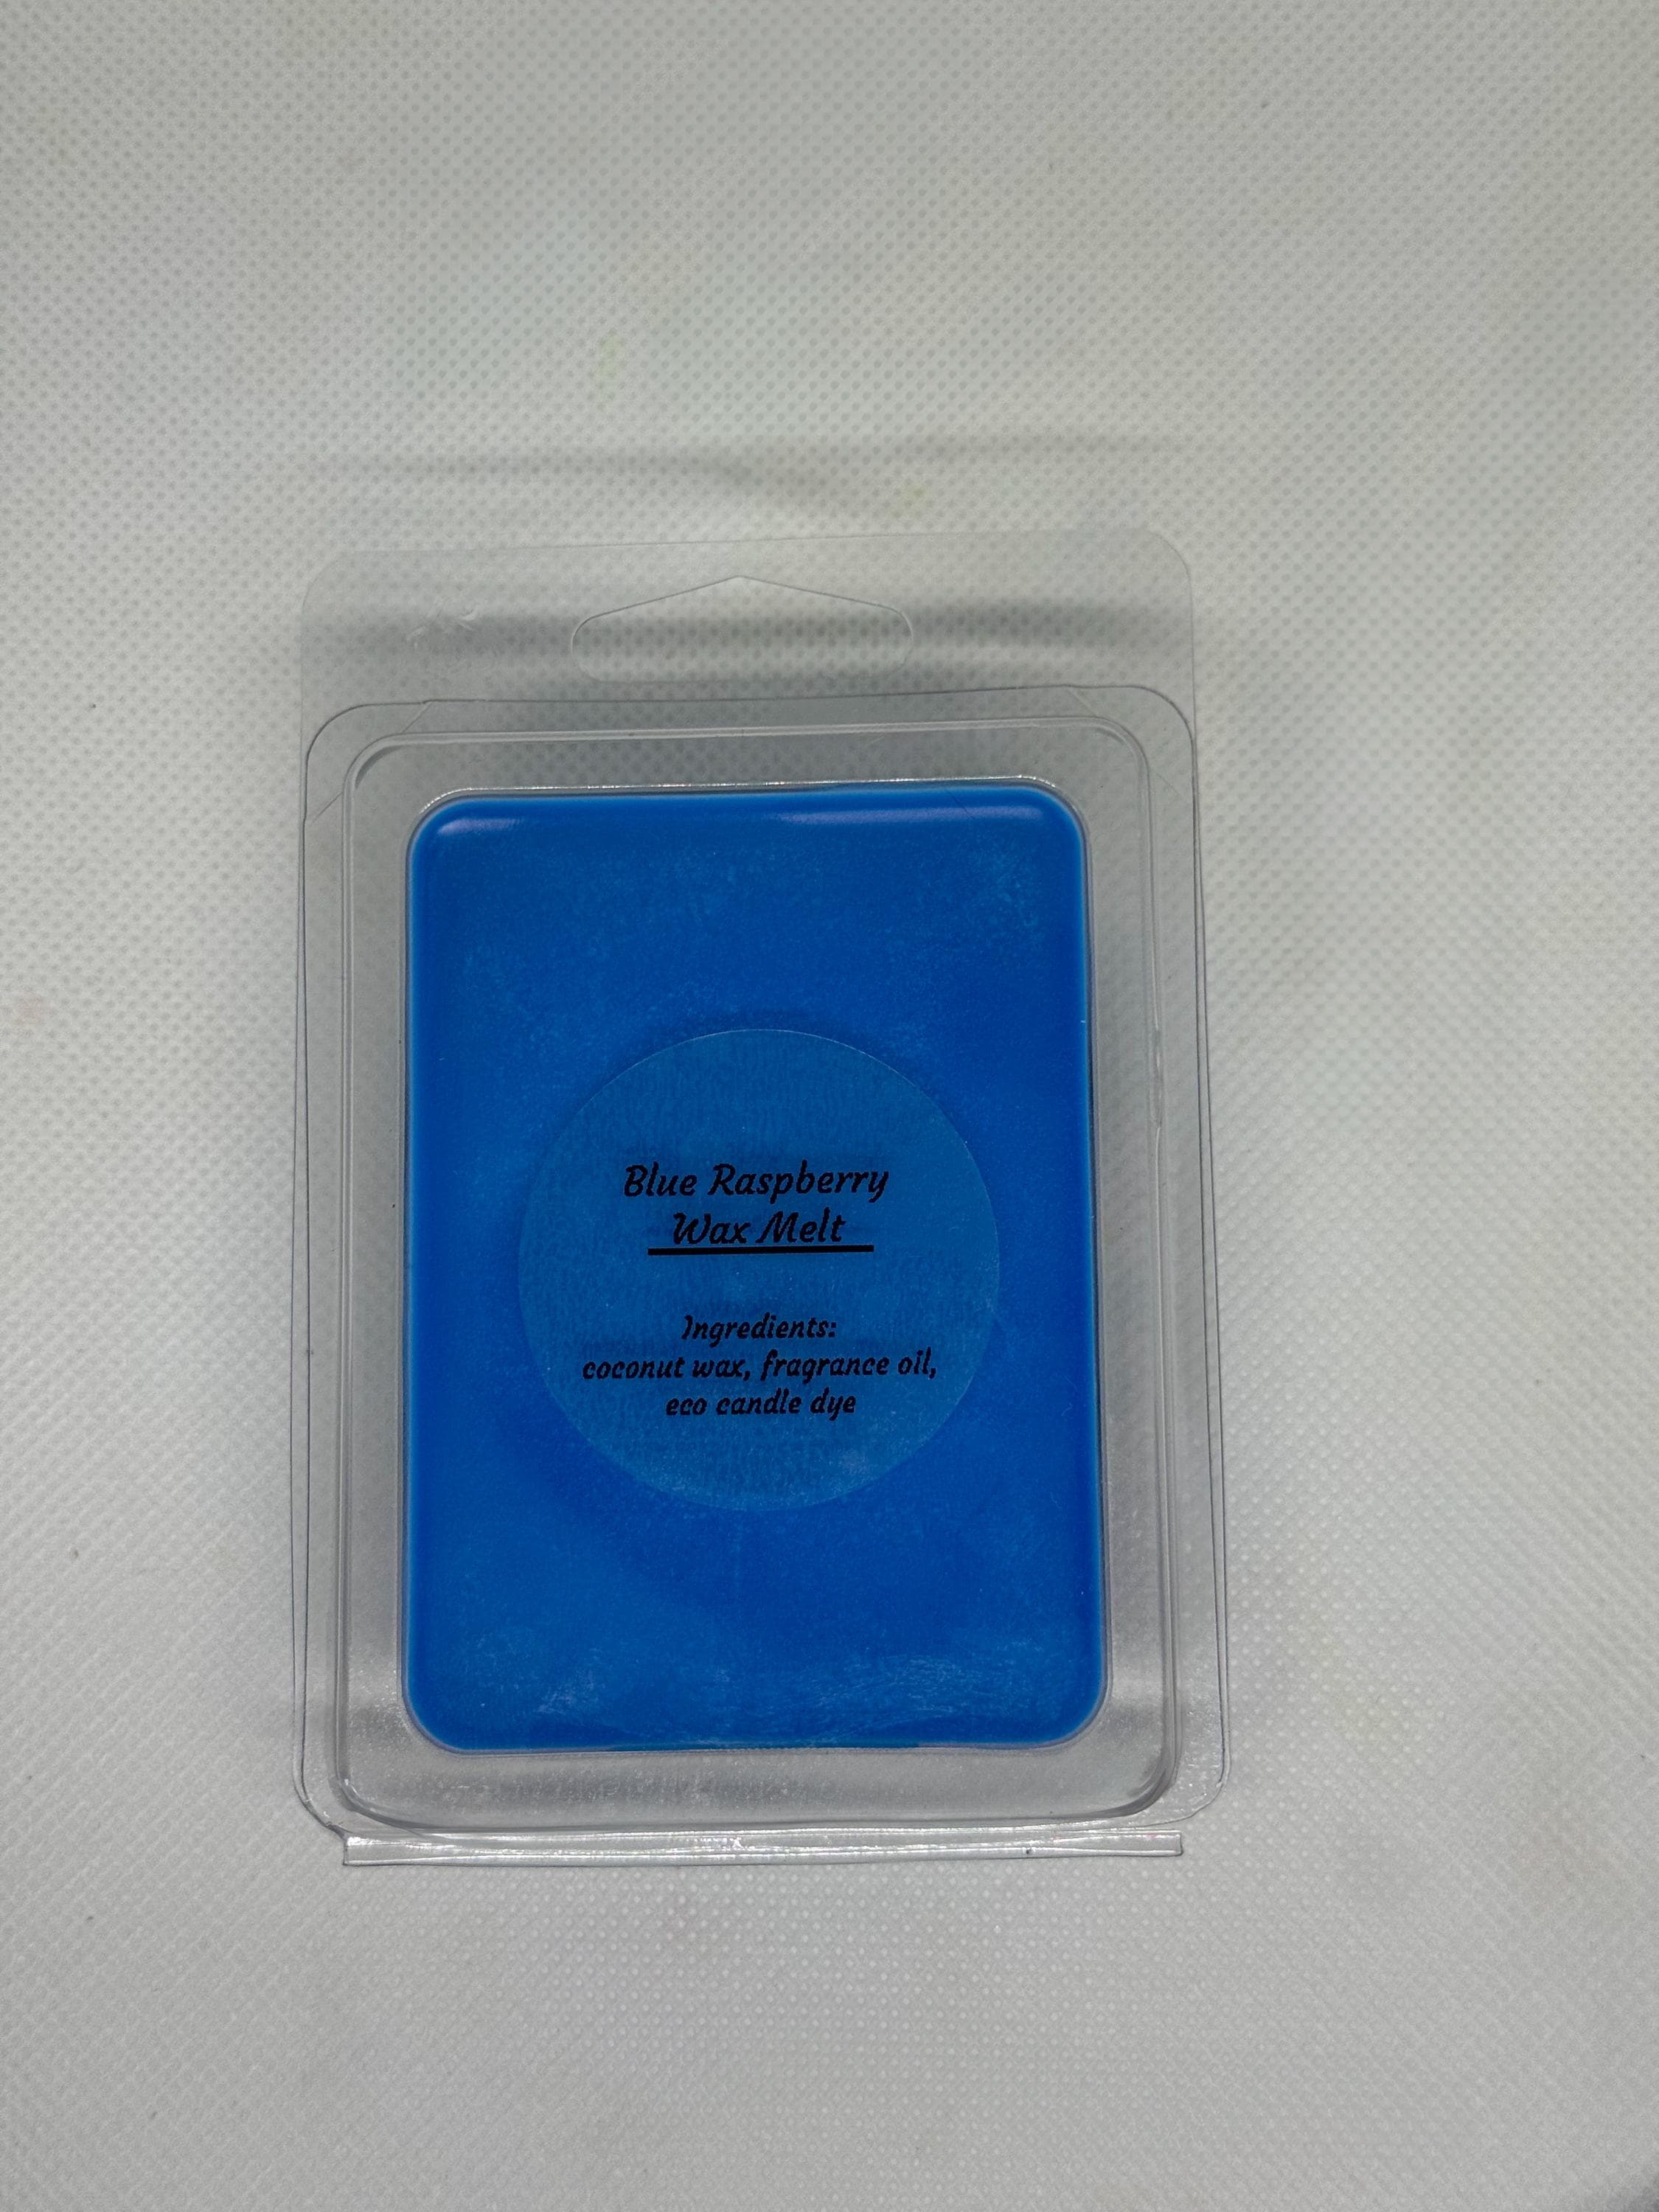 Blue Raspberry
Wax Melt
Ingredients:
coconut wax, fragrance oil,
eco candle dye